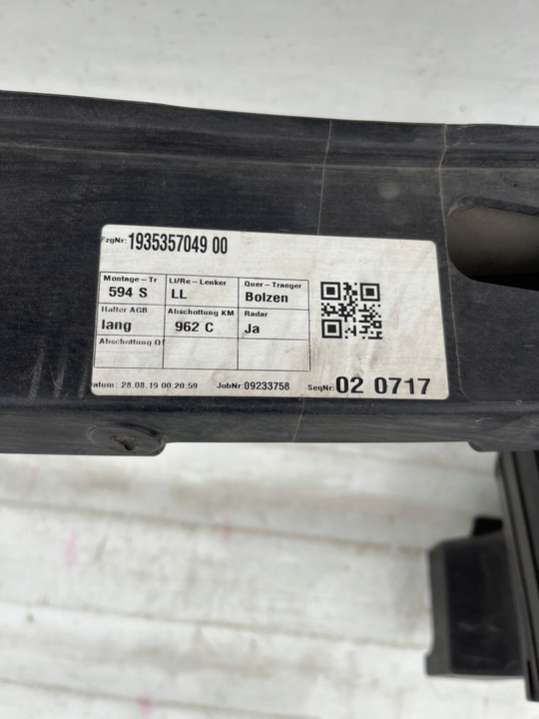 FzgNr: 1935357049 00
Montage-Tr LI/Re-Lenker Quer-Traeger
594 S LL Bolzen
Halter AGB Abschottung KM Radar
lang 962 C Ja
Abschottung Of
atum: 28.08.19 00:20:59 JobNr:09233758 SeqNr: 02 0717